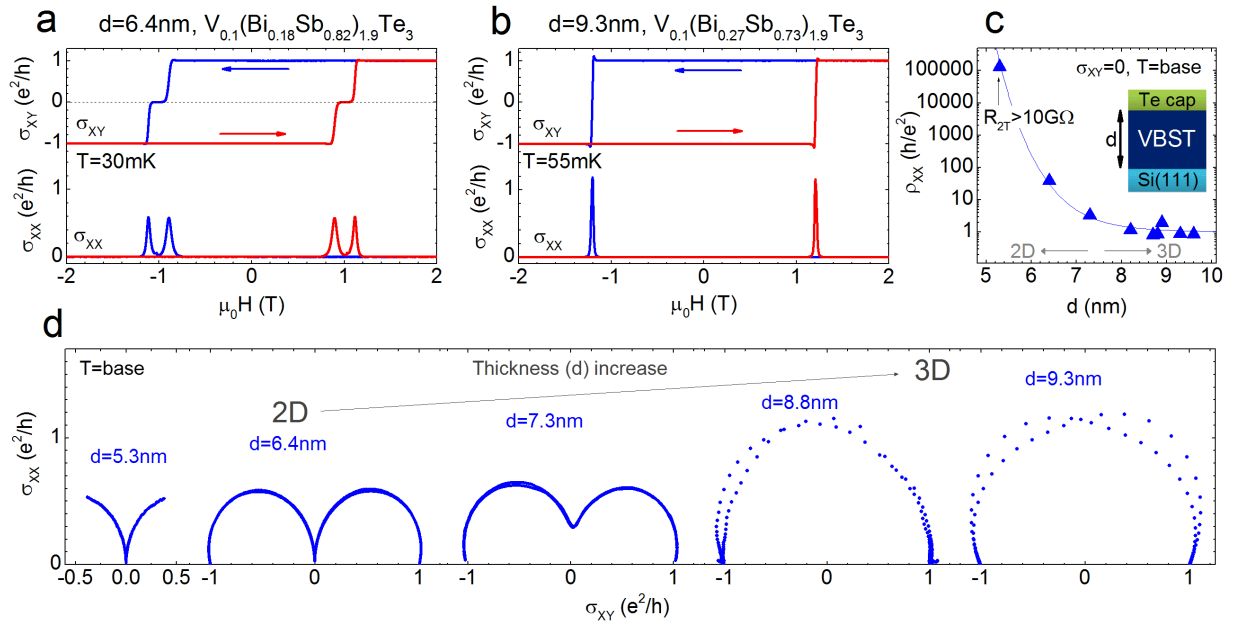 a
d=6.4nm, V0.1(Bi0.18Sb0.82)1.9Te3
σXY (e²/h)
1
0
-1
σXY
T=30mK
σXX (e²/h)
1
0
σXX
-2 -1 0 1 2
μ0H (T)
b
d=9.3nm, V0.1(Bi0.27Sb0.73)1.9Te3
σXY (e²/h)
1
0
-1
σXY
T=55mK
σXX (e²/h)
1
0
σXX
-2 -1 0 1 2
μ0H (T)
c
ρXX (h/e²)
100000
10000
1000
100
10
1
σXY=0, T=base
R2T>10GΩ
Te cap
d
VBST
Si(111)
2D
3D
5 6 7 8 9 10
d (nm)
d
T=base
Thickness (d) increase
2D
3D
d=5.3nm
d=6.4nm
d=7.3nm
d=8.8nm
d=9.3nm
σXX (e²/h)
1
0
-0.5 0.0 0.5
-1 0 1
-1 0 1
-1 0 1
-1 0 1
σXY (e²/h)